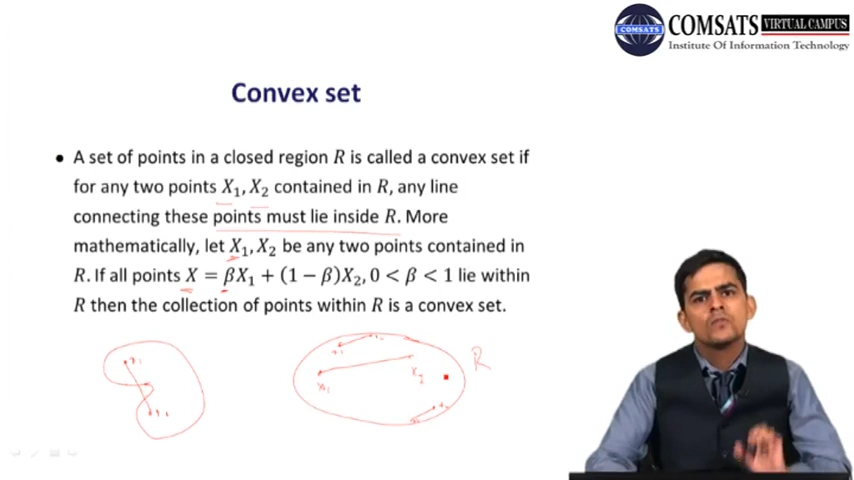 COMSATS
COMSATS VIRTUAL CAMPUS
Institute Of Information Technology
Convex set
• A set of points in a closed region R is called a convex set if
for any two points X₁, X₂ contained in R, any line
connecting these points must lie inside R. More
mathematically, let X₁, X₂ be any two points contained in
R. If all points X = βX₁ + (1 − β)X₂, 0 < β < 1 lie within
R then the collection of points within R is a convex set.
R
X₁ X₂